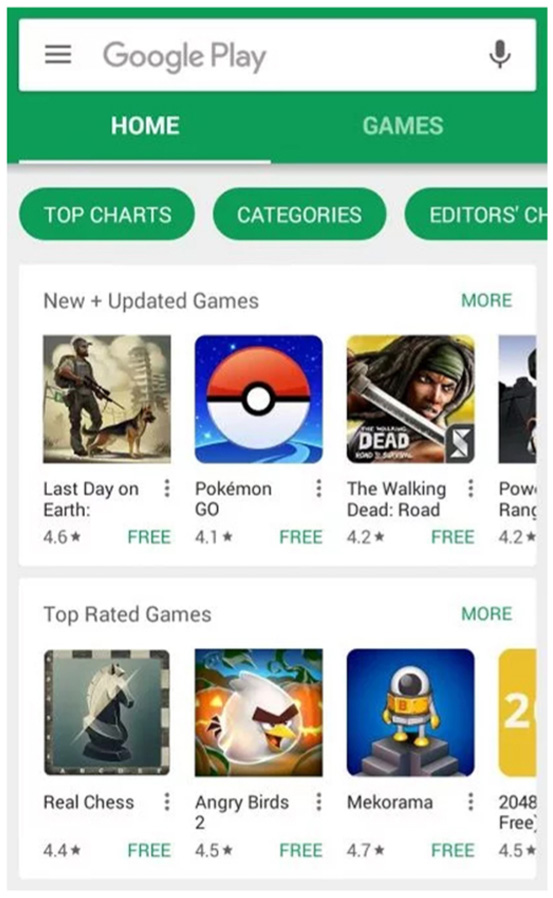 Google Play
HOME GAMES
TOP CHARTS CATEGORIES EDITORS' CH
New + Updated Games MORE
THE WALKING
DEAD
ROAD TO SURVIVAL
Last Day on Pokémon The Walking Pow
Earth: GO Dead: Road Rang
4.6★ FREE 4.1★ FREE 4.2★ FREE 4.2★
Top Rated Games MORE
B
20
A B C D E F
Real Chess Angry Birds Mekorama 2048
2 Free)
4.4★ FREE 4.5★ FREE 4.7★ FREE 4.5★